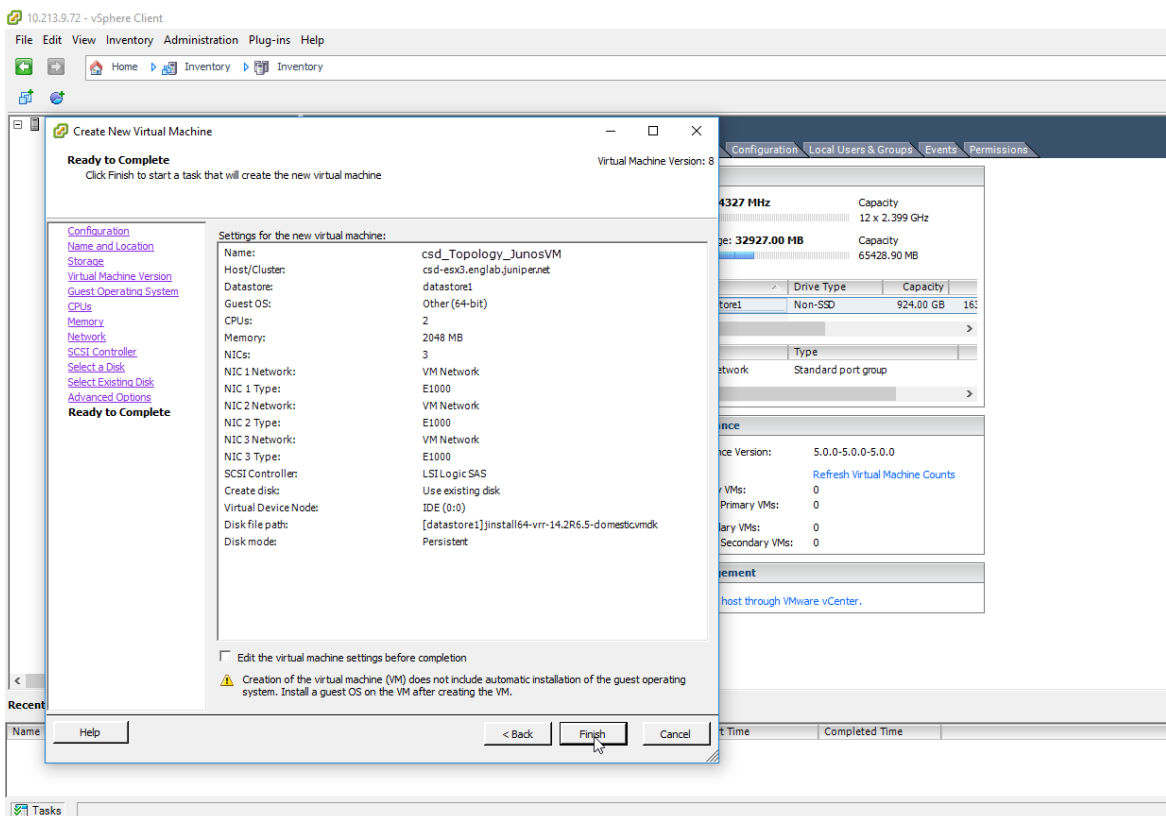 10.213.9.72 - vSphere Client
File Edit View Inventory Administration Plug-ins Help
Home Inventory Inventory
Create New Virtual Machine
Ready to Complete
Click Finish to start a task that will create the new virtual machine
Virtual Machine Version: 8
Configuration
Name and Location
Storage
Virtual Machine Version
Guest Operating System
CPUs
Memory
Network
SCSI Controller
Select a Disk
Select Existing Disk
Advanced Options
Ready to Complete
Settings for the new virtual machine:
Name: csd_Topology_JunosVM
Host/Cluster: csd-esx3.englab.juniper.net
Datastore: datastore1
Guest OS: Other (64-bit)
CPUs: 2
Memory: 2048 MB
NICs: 3
NIC 1 Network: VM Network
NIC 1 Type: E1000
NIC 2 Network: VM Network
NIC 2 Type: E1000
NIC 3 Network: VM Network
NIC 3 Type: E1000
SCSI Controller: LSI Logic SAS
Create disk: Use existing disk
Virtual Device Node: IDE (0:0)
Disk file path: [datastore1]jinstall64-vrr-14.2R6.5-domestic.vmdk
Disk mode: Persistent
Edit the virtual machine settings before completion
Creation of the virtual machine (VM) does not include automatic installation of the guest operating
system. Install a guest OS on the VM after creating the VM.
Help < Back Finish Cancel
Configuration Local Users & Groups Events Permissions
4327 MHz Capacity
12 x 2.399 GHz
ge: 32927.00 MB Capacity
65428.90 MB
Drive Type Capacity
tore1 Non-SSD 924.00 GB 163
Type
etwork Standard port group
ance
nce Version: 5.0.0-5.0.0-5.0.0
Refresh Virtual Machine Counts
y VMs: 0
Primary VMs: 0
dary VMs: 0
Secondary VMs: 0
gement
host through VMware vCenter.
Recent
Name t Time Completed Time
Tasks